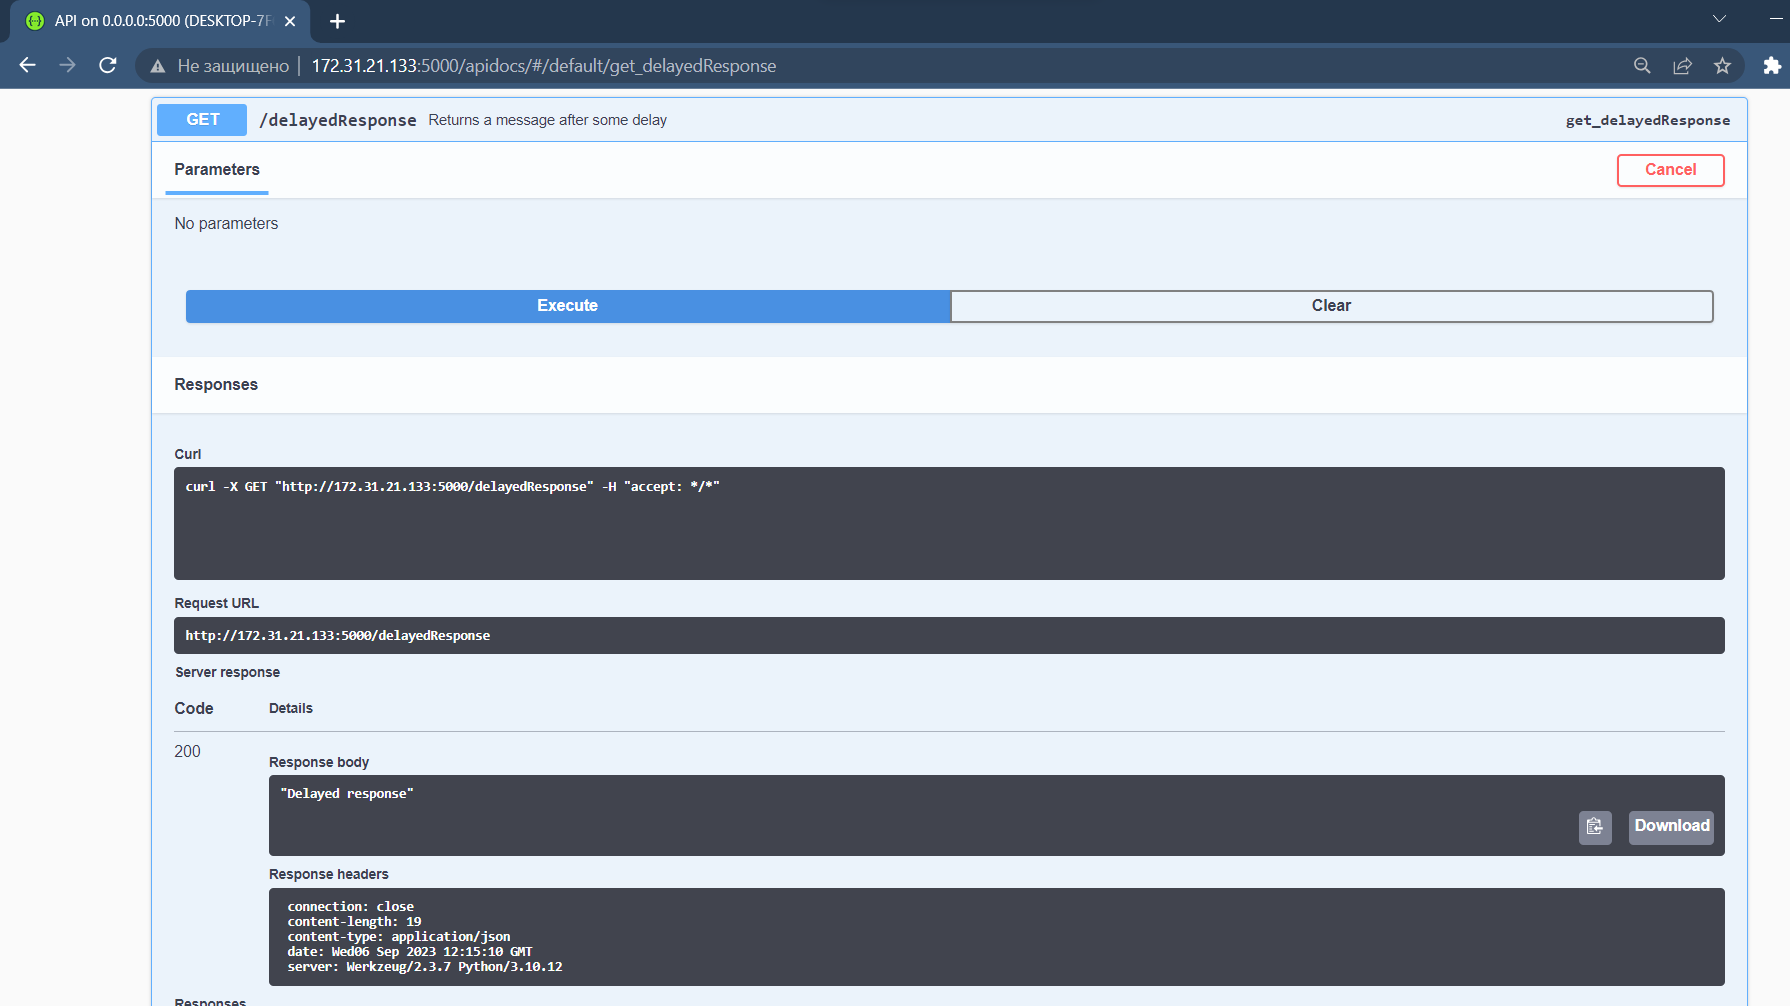 API on 0.0.0.0:5000 (DESKTOP-7F
Не защищено
172.31.21.133:5000/apidocs/#/default/get_delayedResponse
GET /delayedResponse Returns a message after some delay get_delayedResponse
Parameters Cancel
No parameters
Execute Clear
Responses
Curl
curl -X GET "http://172.31.21.133:5000/delayedResponse" -H "accept: */*"
Request URL
http://172.31.21.133:5000/delayedResponse
Server response
Code Details
200
Response body
"Delayed response"
Download
Response headers
connection: close
content-length: 19
content-type: application/json
date: Wed06 Sep 2023 12:15:10 GMT
server: Werkzeug/2.3.7 Python/3.10.12
Responses